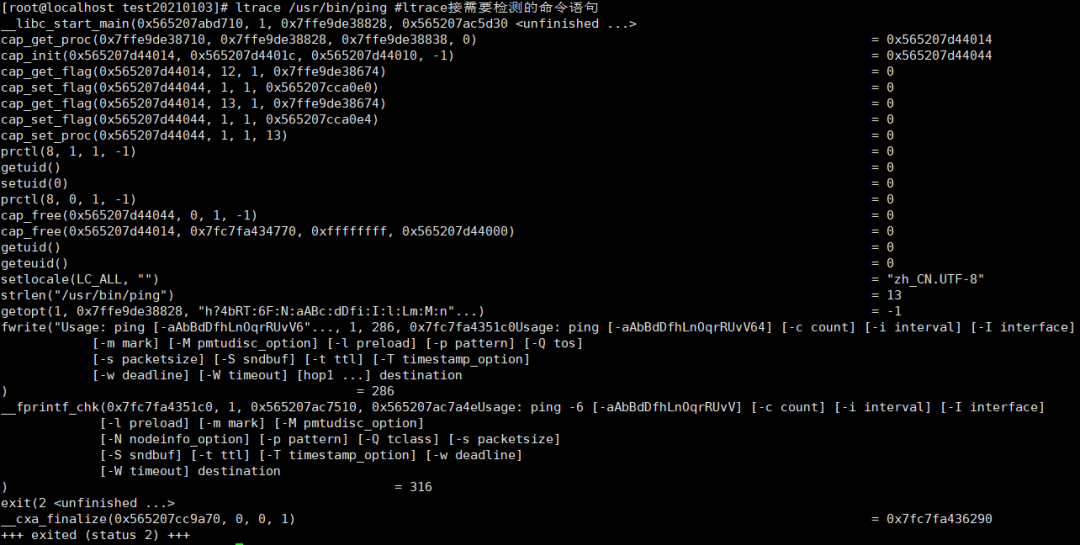 [root@localhost test20210103]# ltrace /usr/bin/ping #ltrace接需要检测的命令语句
__libc_start_main(0x565207abd710, 1, 0x7ffe9de38828, 0x565207ac5d30 <unfinished ...>
cap_get_proc(0x7ffe9de38710, 0x7ffe9de38828, 0x7ffe9de38838, 0) = 0x565207d44014
cap_init(0x565207d44014, 0x565207d4401c, 0x565207d44010, -1) = 0x565207d44044
cap_get_flag(0x565207d44014, 12, 1, 0x7ffe9de38674) = 0
cap_set_flag(0x565207d44044, 1, 1, 0x565207cca0e0) = 0
cap_get_flag(0x565207d44014, 13, 1, 0x7ffe9de38674) = 0
cap_set_flag(0x565207d44044, 1, 1, 0x565207cca0e4) = 0
cap_set_proc(0x565207d44044, 1, 1, 13) = 0
prctl(8, 1, 1, -1) = 0
getuid() = 0
setuid(0) = 0
prctl(8, 0, 1, -1) = 0
cap_free(0x565207d44044, 0, 1, -1) = 0
cap_free(0x565207d44014, 0x7fc7fa434770, 0xffffffff, 0x565207d44000) = 0
getuid() = 0
geteuid() = 0
setlocale(LC_ALL, "") = "zh_CN.UTF-8"
strlen("/usr/bin/ping") = 13
getopt(1, 0x7ffe9de38828, "h?4bRT:6F:N:aABc:dDfi:I:l:Lm:M:n"...) = -1
fwrite("Usage: ping [-aAbBdDfhLnOqrRUvV6"..., 1, 286, 0x7fc7fa4351c0Usage: ping [-aAbBdDfhLnOqrRUvV64] [-c count] [-i interval] [-I interface]
[-m mark] [-M pmtudisc_option] [-l preload] [-p pattern] [-Q tos]
[-s packetsize] [-S sndbuf] [-t ttl] [-T timestamp_option]
[-w deadline] [-W timeout] [hop1 ...] destination
) = 286
__fprintf_chk(0x7fc7fa4351c0, 1, 0x565207ac7510, 0x565207ac7a4eUsage: ping -6 [-aAbBdDfhLnOqrRUvV] [-c count] [-i interval] [-I interface]
[-l preload] [-m mark] [-M pmtudisc_option]
[-N nodeinfo_option] [-p pattern] [-Q tclass] [-s packetsize]
[-S sndbuf] [-t ttl] [-T timestamp_option] [-w deadline]
[-W timeout] destination
) = 316
exit(2 <unfinished ...>
__cxa_finalize(0x565207cc9a70, 0, 0, 1) = 0x7fc7fa436290
+++ exited (status 2) +++